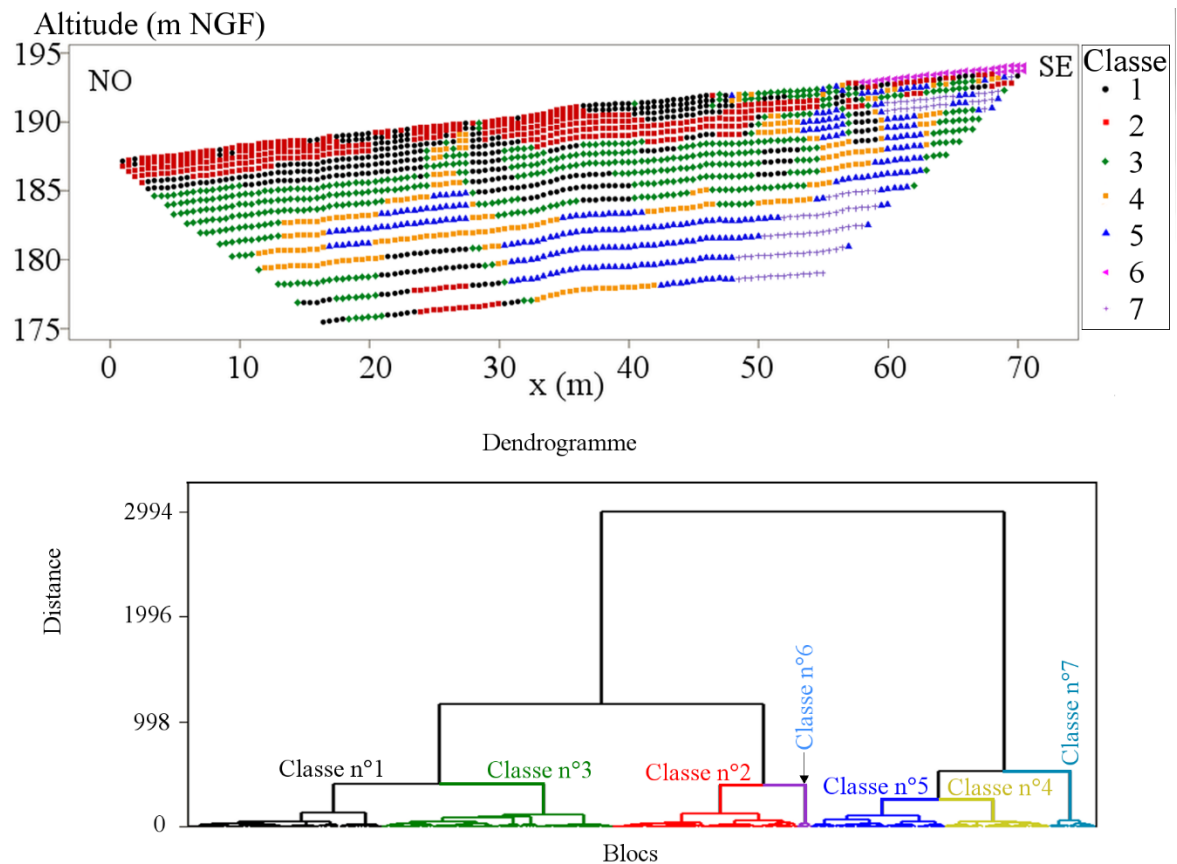 Altitude (m NGF)
195
190
185
180
175
NO
SE
Classe
1
2
3
4
5
6
7
0
10
20
30
40
50
60
70
x (m)
Dendrogramme
Distance
2994
1996
998
0
Classe n°1
Classe n°3
Classe n°2
Classe n°6
Classe n°5
Classe n°4
Classe n°7
Blocs